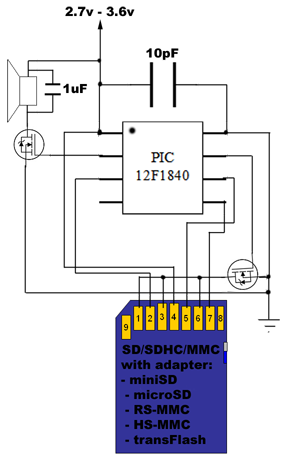 2.7v - 3.6v
10pF
1uF
PIC
12F1840
1 2 3 4 5 6 7 8
9
SD/SDHC/MMC
with adapter:
- miniSD
- microSD
- RS-MMC
- HS-MMC
- transFlash